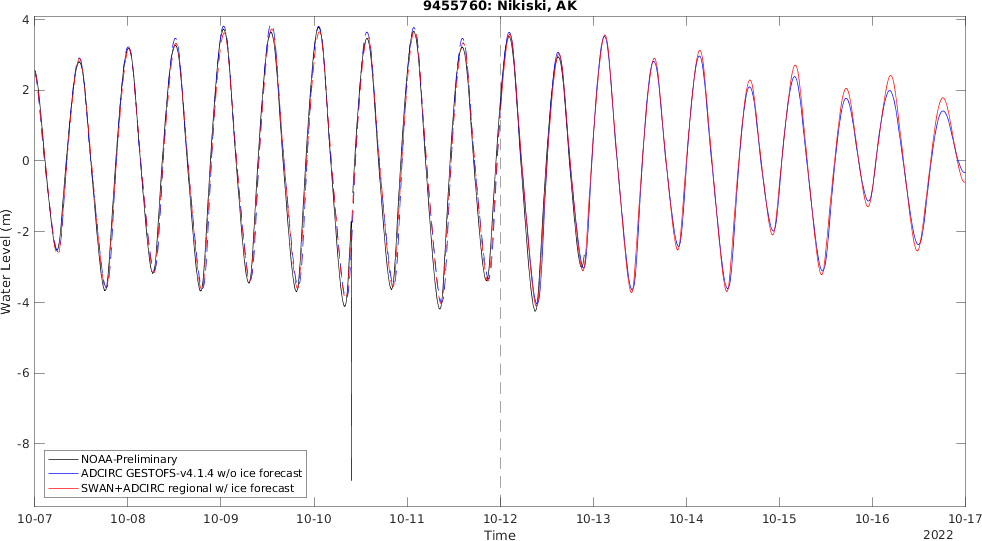 9455760: Nikiski, AK
4
2
0
-2
-4
-6
-8
Water Level (m)
NOAA-Preliminary
ADCIRC GESTOFS-v4.1.4 w/o ice forecast
SWAN+ADCIRC regional w/ ice forecast
10-07 10-08 10-09 10-10 10-11 10-12 10-13 10-14 10-15 10-16 10-17
Time
2022